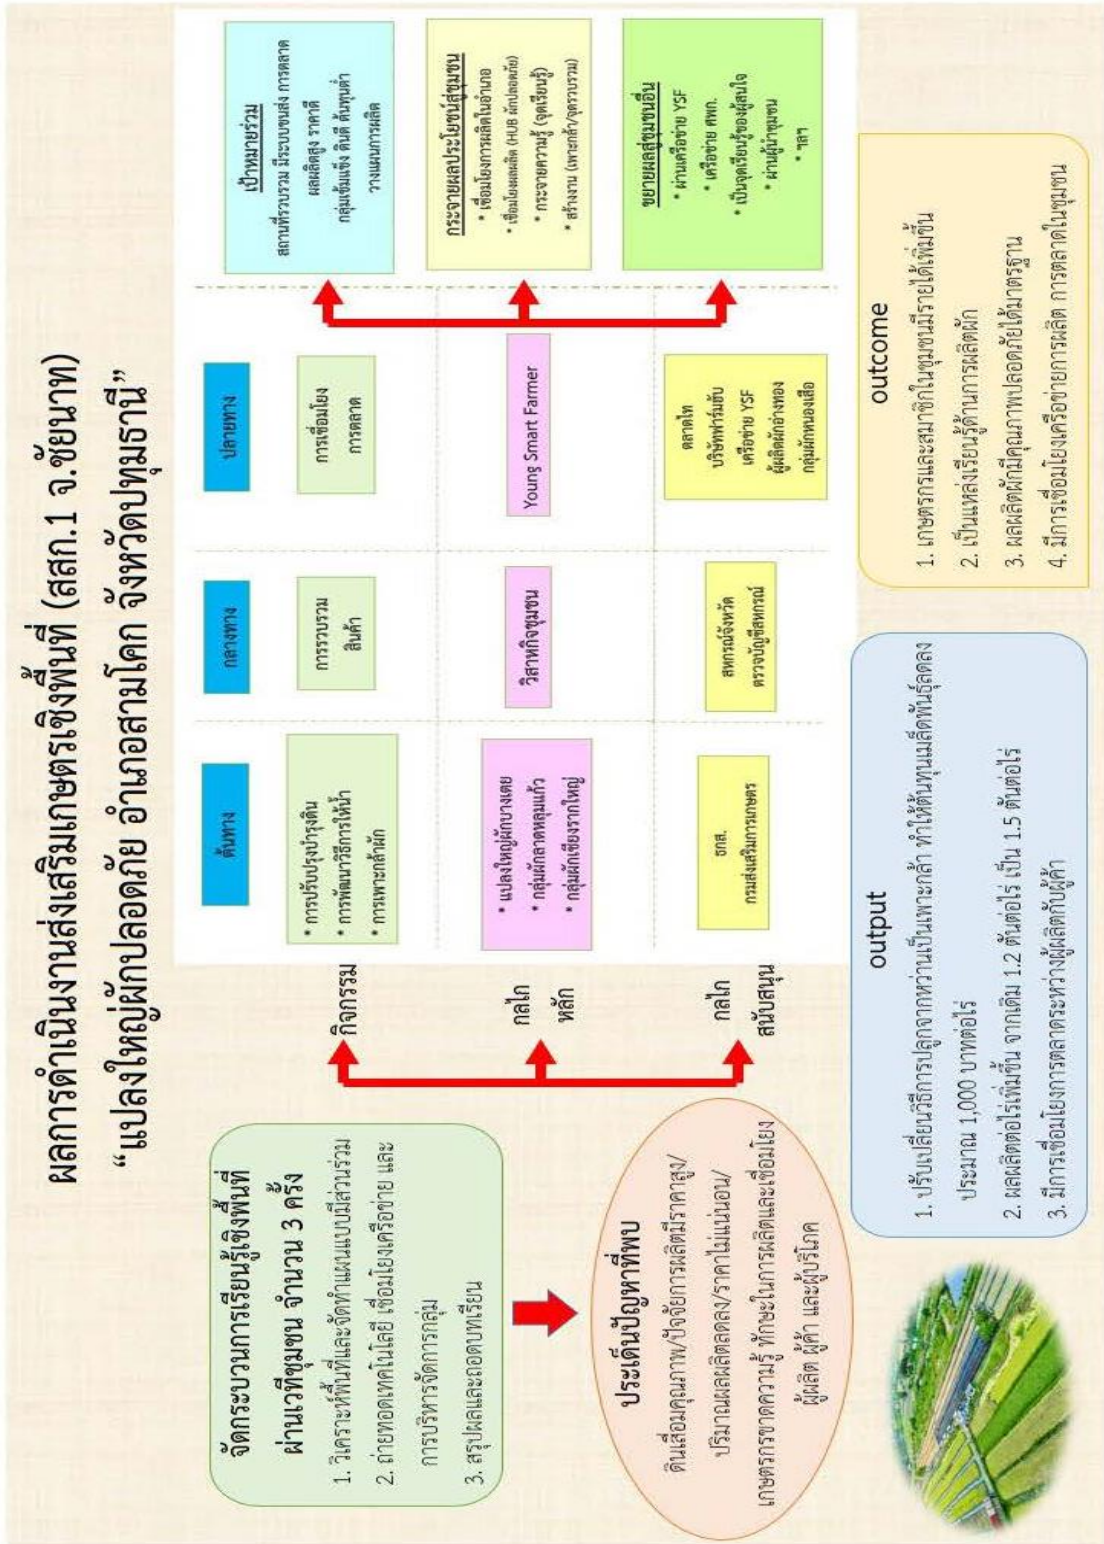 ผลการดำเนินงานส่งเสริมเกษตรเชิงพื้นที่ (สสก.1 จ.ชัยนาท)
“แปลงใหญ่ผักปลอดภัย อำเภอสามโคก จังหวัดปทุมธานี”
จัดกระบวนการเรียนรู้เชิงพื้นที่
ผ่านเวทีชุมชน จำนวน 3 ครั้ง
1. วิเคราะห์พื้นที่และจัดทำแผนแบบมีส่วนร่วม
2. ถ่ายทอดเทคโนโลยี เชื่อมโยงเครือข่าย และ
การบริหารจัดการกลุ่ม
3. สรุปผลและถอดบทเรียน
ประเด็นปัญหาที่พบ
ดินเสื่อมคุณภาพ/ปัจจัยการผลิตมีราคาสูง/
ปริมาณผลผลิตลดลง/ราคาไม่แน่นอน/
เกษตรกรขาดความรู้ ทักษะในการผลิตและเชื่อมโยง
ผู้ผลิต ผู้ค้า และผู้บริโภค
ต้นทาง
กลางทาง
ปลายทาง
กิจกรรม
* การปรับปรุงบำรุงดิน
* การพัฒนาวิธีการให้น้ำ
* การเพาะกล้าผัก
การรวบรวม
สินค้า
การเชื่อมโยง
การตลาด
กลไก
หลัก
* แปลงใหญ่ผักบางเตย
* กลุ่มผักลาดหลุมแก้ว
* กลุ่มผักเชียงรากใหญ่
วิสาหกิจชุมชน
Young Smart Farmer
กลไก
สนับสนุน
ธกส.
กรมส่งเสริมการเกษตร
สหกรณ์จังหวัด
ตรวจบัญชีสหกรณ์
ตลาดไท
บริษัทฟาร์มฮับ
เครือข่าย YSF
ผู้ผลิตผักอ่างทอง
กลุ่มผักหนองเสือ
เป้าหมายร่วม
สถานที่รวบรวม มีระบบขนส่ง การตลาด
ผลผลิตสูง ราคาดี
กลุ่มเข้มแข็ง ดินดี ต้นทุนต่ำ
วางแผนการผลิต
กระจายผลประโยชน์สู่ชุมชน
* เชื่อมโยงการผลิตในอำเภอ
* เชื่อมโยงผลผลิต (HUB ผักปลอดภัย)
* กระจายความรู้ (จุดเรียนรู้)
* สร้างงาน (เพาะกล้า/จุดรวบรวม)
ขยายผลสู่ชุมชนอื่น
* ผ่านเครือข่าย YSF
* เครือข่าย ศพก.
* เป็นจุดเรียนรู้ของผู้สนใจ
* ผ่านผู้นำชุมชน
* ฯลฯ
output
1. ปรับเปลี่ยนวิธีการปลูกจากหว่านเป็นเพาะกล้า ทำให้ต้นทุนเมล็ดพันธุ์ลดลง
ประมาณ 1,000 บาทต่อไร่
2. ผลผลิตต่อไร่เพิ่มขึ้น จากเดิม 1.2 ตันต่อไร่ เป็น 1.5 ตันต่อไร่
3. มีการเชื่อมโยงการตลาดระหว่างผู้ผลิตกับผู้ค้า
outcome
1. เกษตรกรและสมาชิกในชุมชนมีรายได้เพิ่มขึ้น
2. เป็นแหล่งเรียนรู้ด้านการผลิตผัก
3. ผลผลิตผักมีคุณภาพปลอดภัยได้มาตรฐาน
4. มีการเชื่อมโยงเครือข่ายการผลิต การตลาดในชุมชน